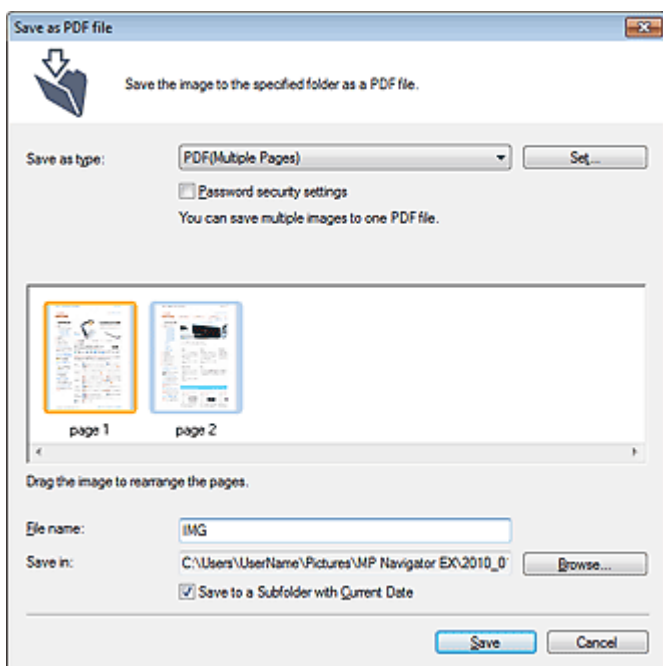 Save as PDF file
Save the image to the specified folder as a PDF file.
Save as type: PDF(Multiple Pages) Set...
Password security settings
You can save multiple images to one PDF file.
page 1 page 2
Drag the image to rearrange the pages.
File name: IMG
Save in: C:\Users\UserName\Pictures\MP Navigator EX\2010_0 Browse...
Save to a Subfolder with Current Date
Save Cancel